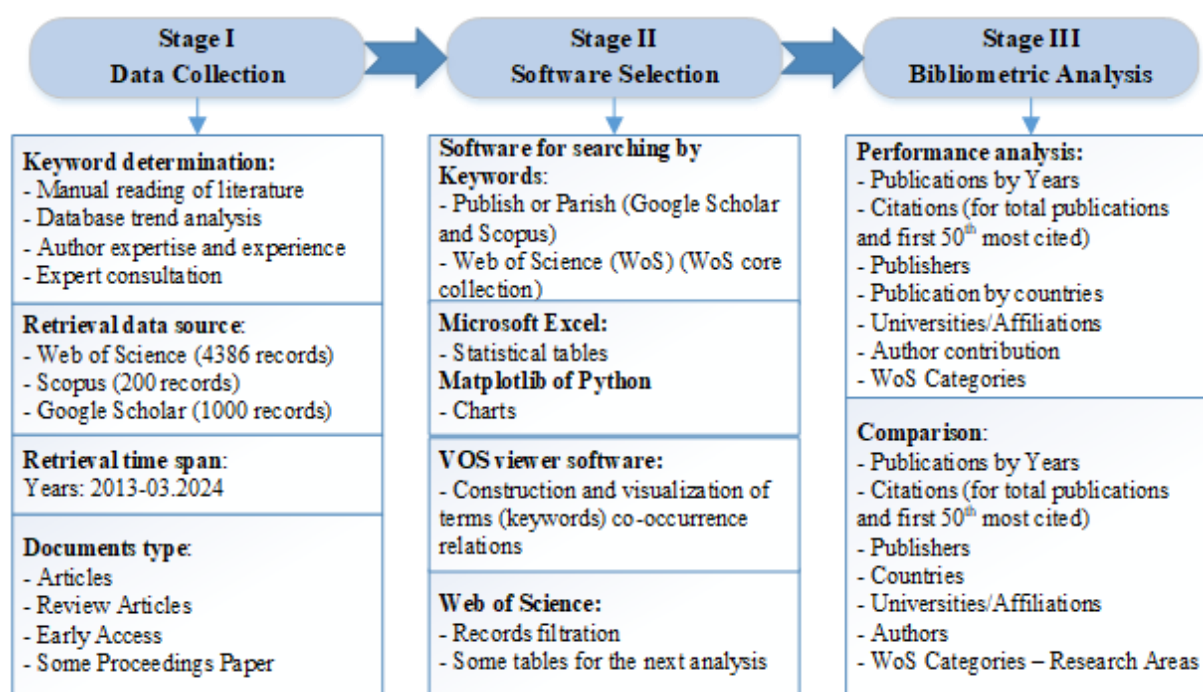 Stage I
Data Collection
Stage II
Software Selection
Stage III
Bibliometric Analysis
Keyword determination:
- Manual reading of literature
- Database trend analysis
- Author expertise and experience
- Expert consultation
Retrieval data source:
- Web of Science (4386 records)
- Scopus (200 records)
- Google Scholar (1000 records)
Retrieval time span:
Years: 2013-03.2024
Documents type:
- Articles
- Review Articles
- Early Access
- Some Proceedings Paper
Software for searching by
Keywords:
- Publish or Parish (Google Scholar
and Scopus)
- Web of Science (WoS) (WoS core
collection)
Microsoft Excel:
- Statistical tables
Matplotlib of Python
- Charts
VOS viewer software:
- Construction and visualization of
terms (keywords) co-occurrence
relations
Web of Science:
- Records filtration
- Some tables for the next analysis
Performance analysis:
- Publications by Years
- Citations (for total publications
and first 50th most cited)
- Publishers
- Publication by countries
- Universities/Affiliations
- Author contribution
- WoS Categories
Comparison:
- Publications by Years
- Citations (for total publications
and first 50th most cited)
- Publishers
- Countries
- Universities/Affiliations
- Authors
- WoS Categories – Research Areas